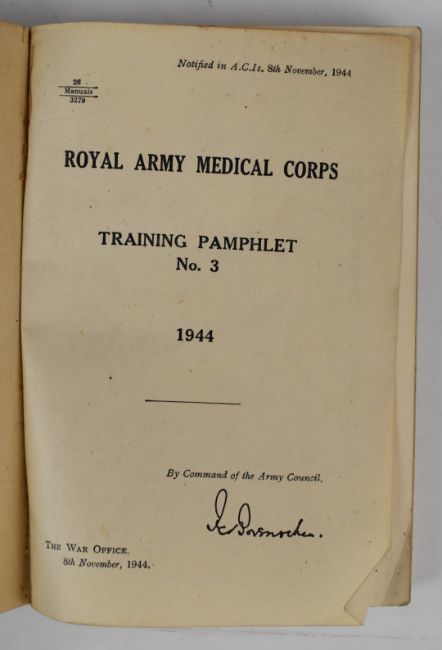 Notified in A.C.Is. 8th November, 1944
26
Manuals
3279
ROYAL ARMY MEDICAL CORPS
TRAINING PAMPHLET
No. 3
1944
By Command of the Army Council,
THE WAR OFFICE,
8th November, 1944.